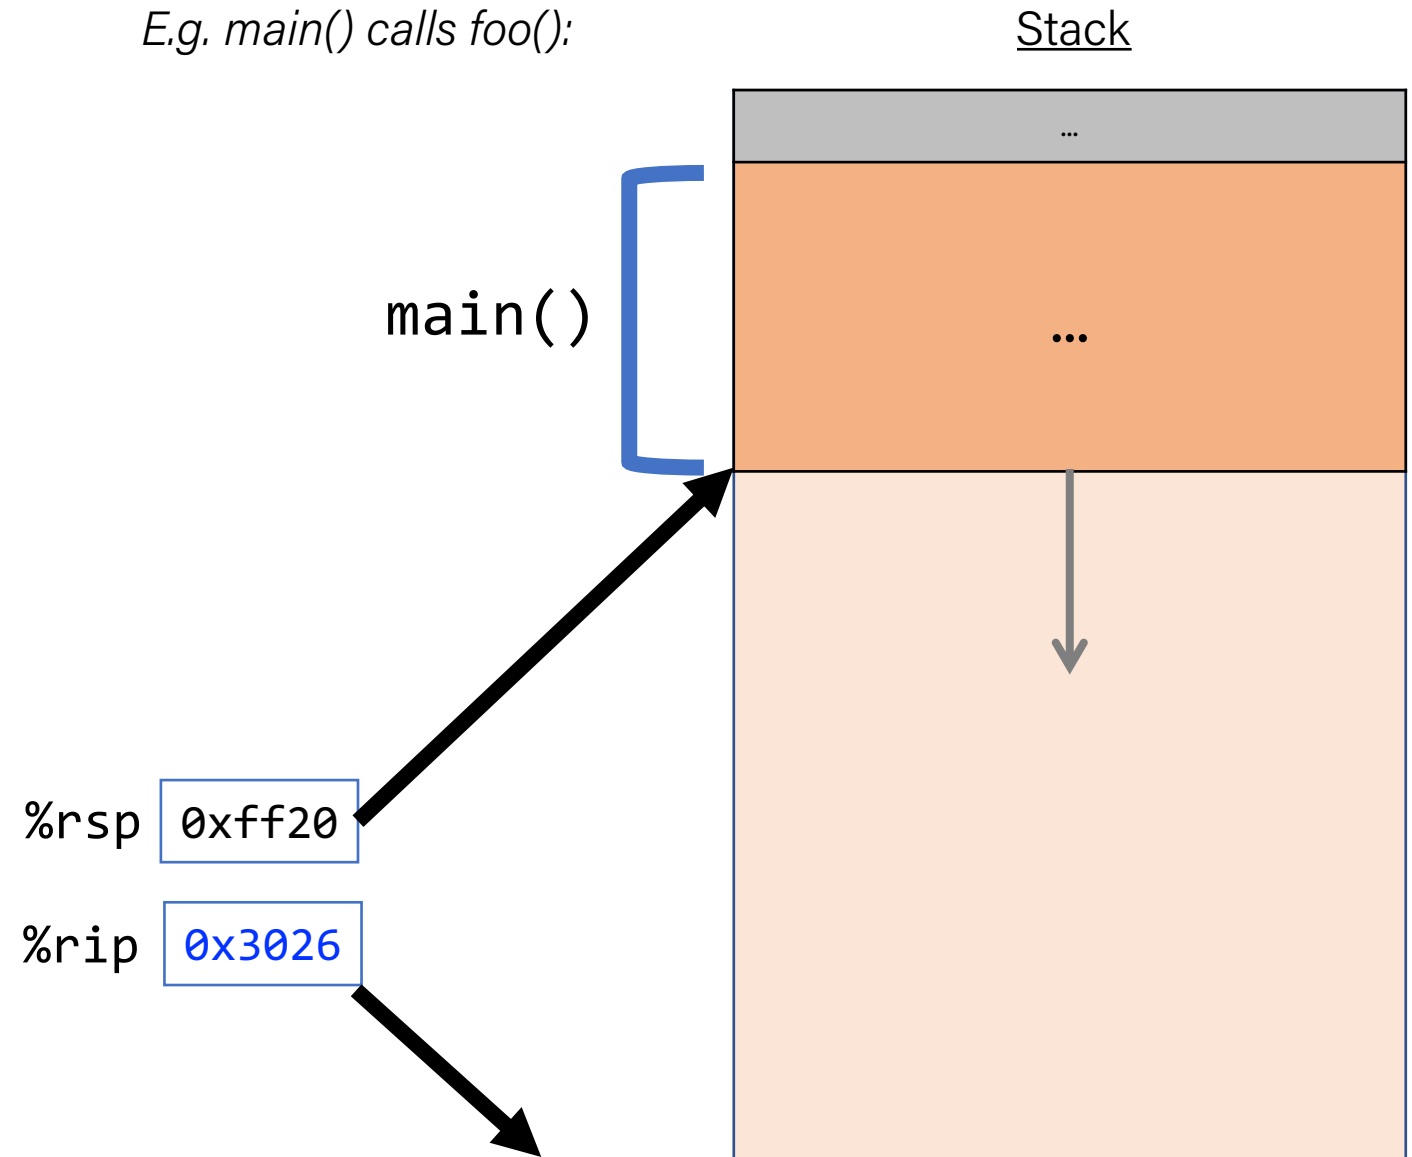 E.g. main() calls foo():
Stack
...
main()
...
%rsp 0xff20
%rip 0x3026